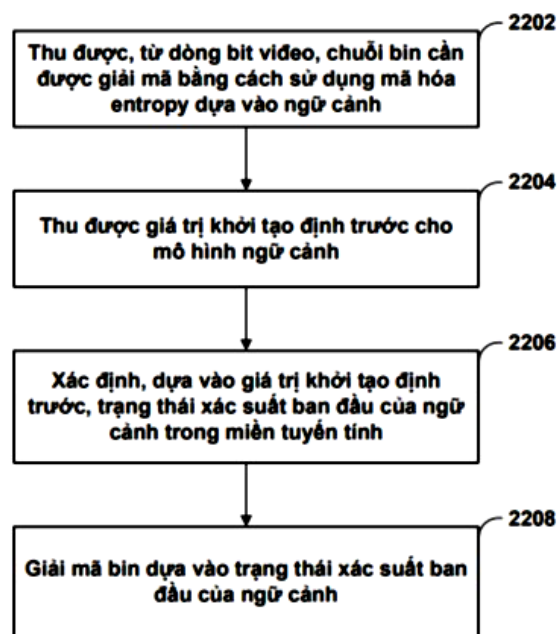 2202
Thu được, từ dòng bit video, chuỗi bin cần
được giải mã bằng cách sử dụng mã hóa
entropy dựa vào ngữ cảnh
2204
Thu được giá trị khởi tạo định trước cho
mô hình ngữ cảnh
2206
Xác định, dựa vào giá trị khởi tạo định
trước, trạng thái xác suất ban đầu của ngữ
cảnh trong miền tuyến tính
2208
Giải mã bin dựa vào trạng thái xác suất ban
đầu của ngữ cảnh